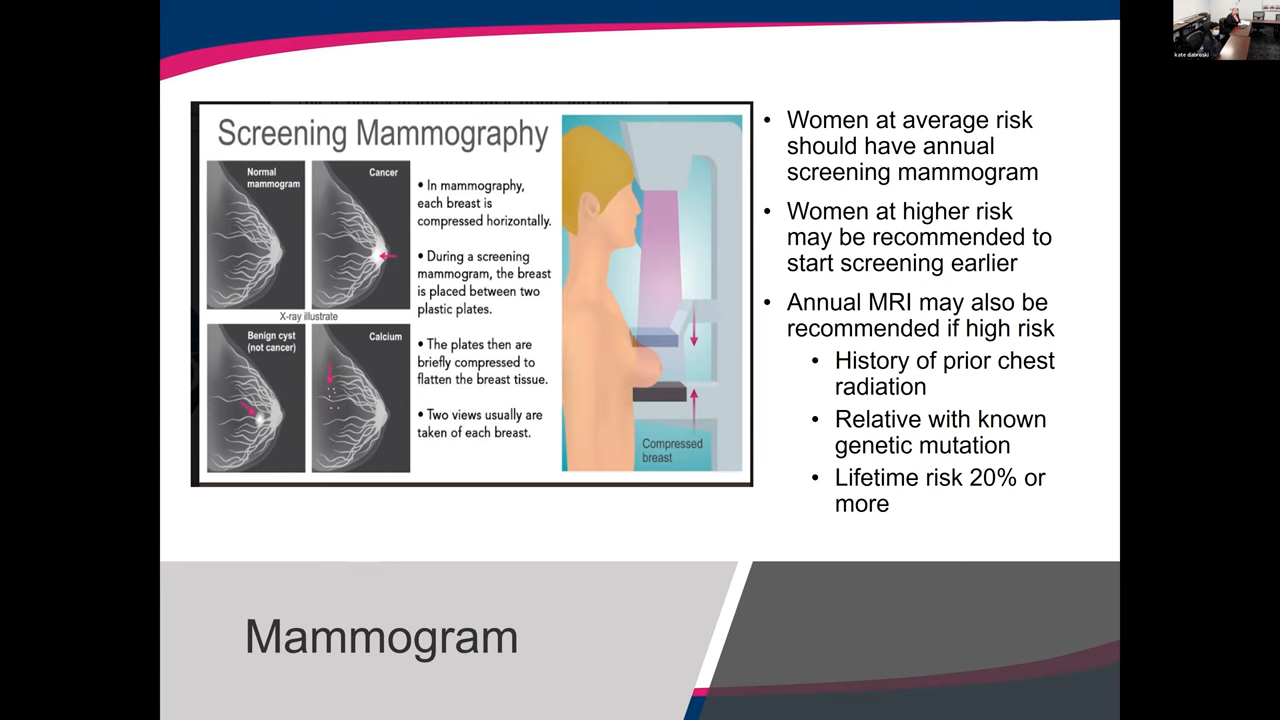 Screening Mammography
Normal
mammogram
Cancer
X-ray illustrate
Benign cyst
(not cancer)
Calcium
• In mammography,
each breast is
compressed horizontally.
• During a screening
mammogram, the breast
is placed between two
plastic plates.
• The plates then are
briefly compressed to
flatten the breast tissue.
• Two views usually are
taken of each breast.
Compressed
breast
• Women at average risk
should have annual
screening mammogram
• Women at higher risk
may be recommended to
start screening earlier
• Annual MRI may also be
recommended if high risk
• History of prior chest
radiation
• Relative with known
genetic mutation
• Lifetime risk 20% or
more
Mammogram
kate dabroski